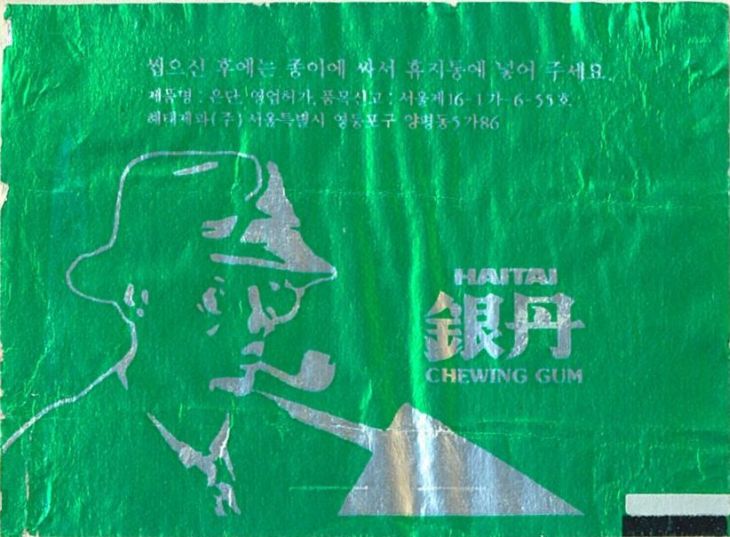 씹으신 후에는 종이에 싸서 휴지통에 넣어 주세요.
제품명 : 은단, 영업허가, 품목신고 : 서울제16-1가-6-55호
해태제과(주) 서울특별시 영등포구 양평동5가86
HAITAI
銀丹
CHEWING GUM